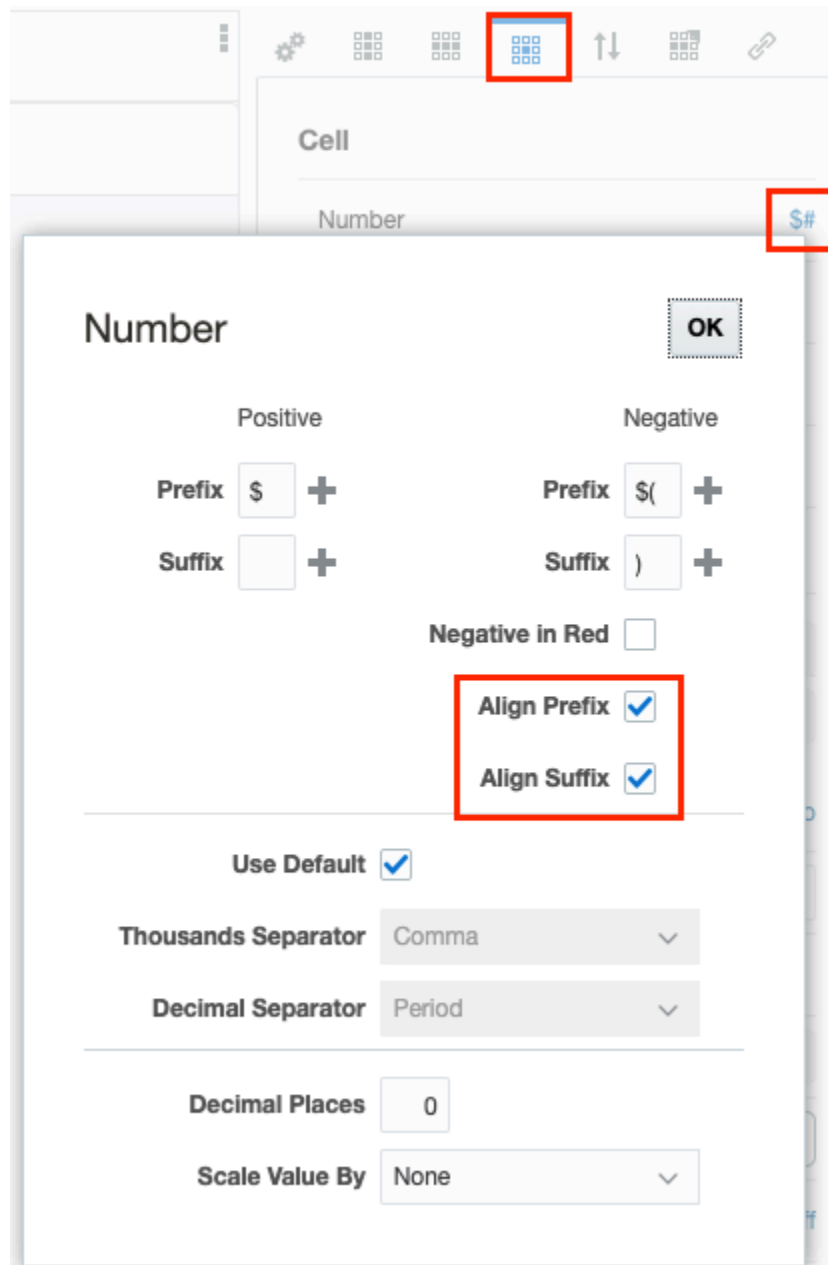 Cell
Number $#
Number OK
Positive Negative
Prefix $ Prefix $(
Suffix Suffix )
Negative in Red
Align Prefix
Align Suffix
Use Default
Thousands Separator Comma
Decimal Separator Period
Decimal Places 0
Scale Value By None